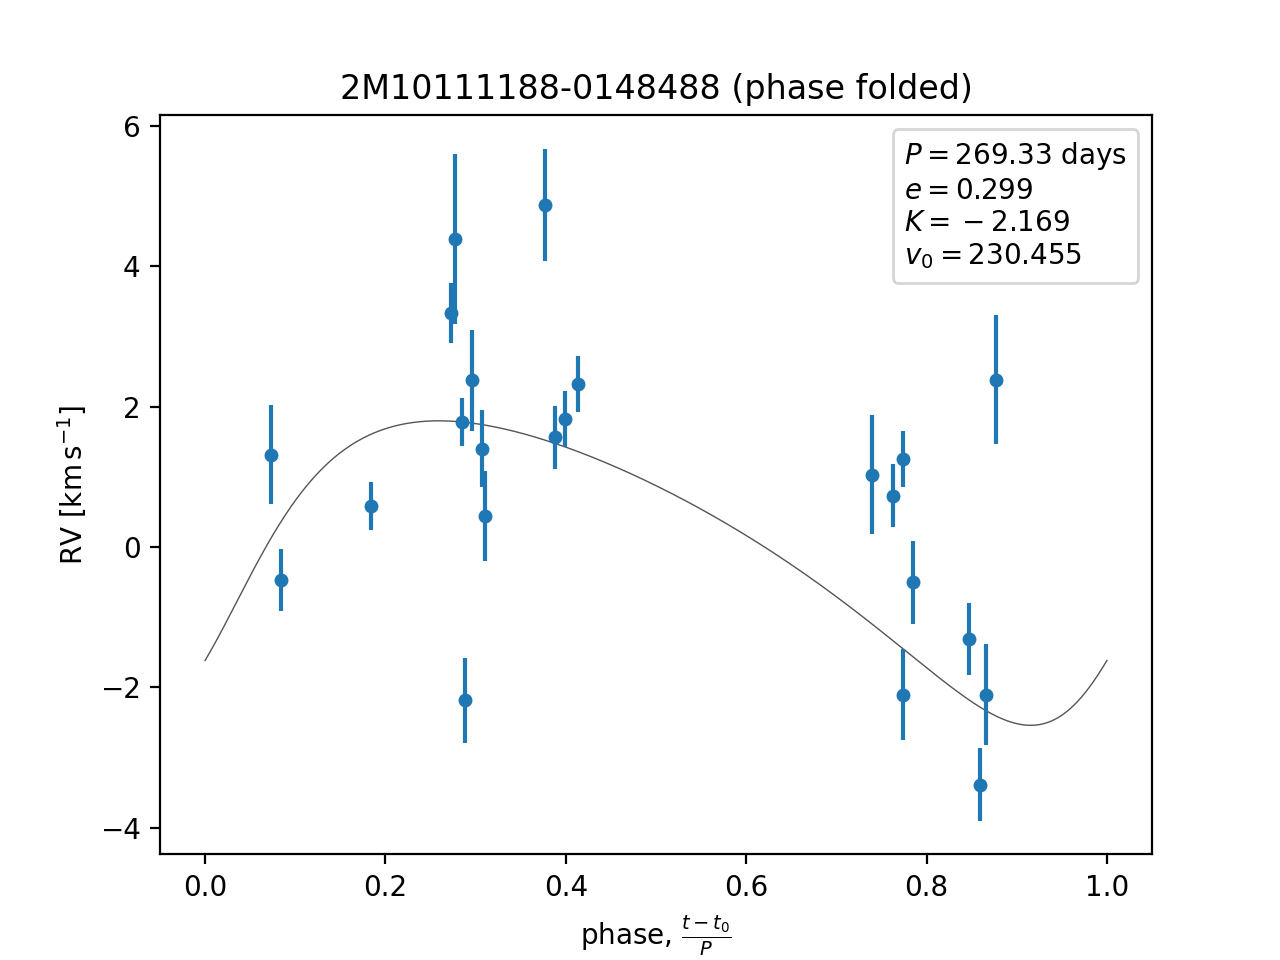 2M10111188-0148488 (phase folded)
P = 269.33 days
e = 0.299
K = −2.169
v₀ = 230.455
6
4
2
0
−2
−4
RV [km s⁻¹]
0.0 0.2 0.4 0.6 0.8 1.0
phase, (t − t₀)/P